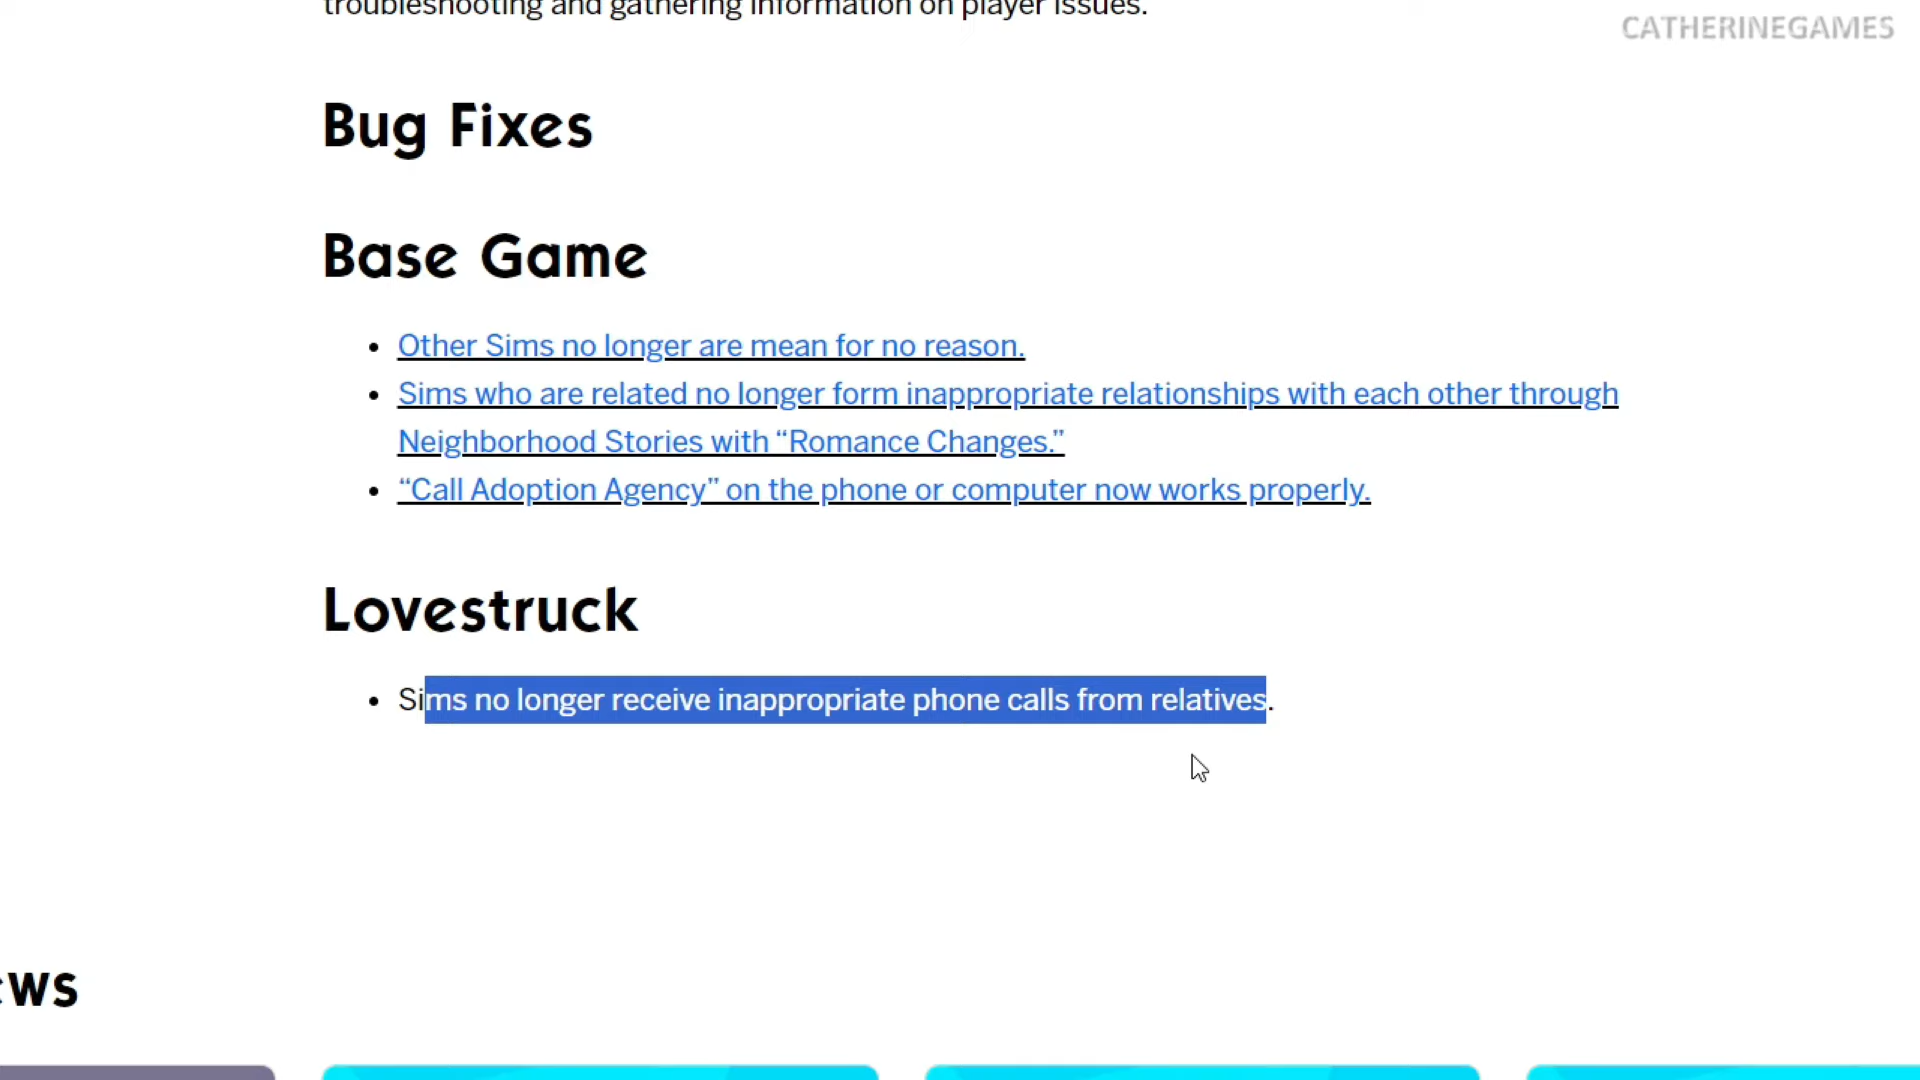 troubleshooting and gathering information on player issues.
CATHERINEGAMES
Bug Fixes
Base Game
• Other Sims no longer are mean for no reason.
• Sims who are related no longer form inappropriate relationships with each other through
Neighborhood Stories with “Romance Changes.”
• “Call Adoption Agency” on the phone or computer now works properly.
Lovestruck
• Sims no longer receive inappropriate phone calls from relatives.